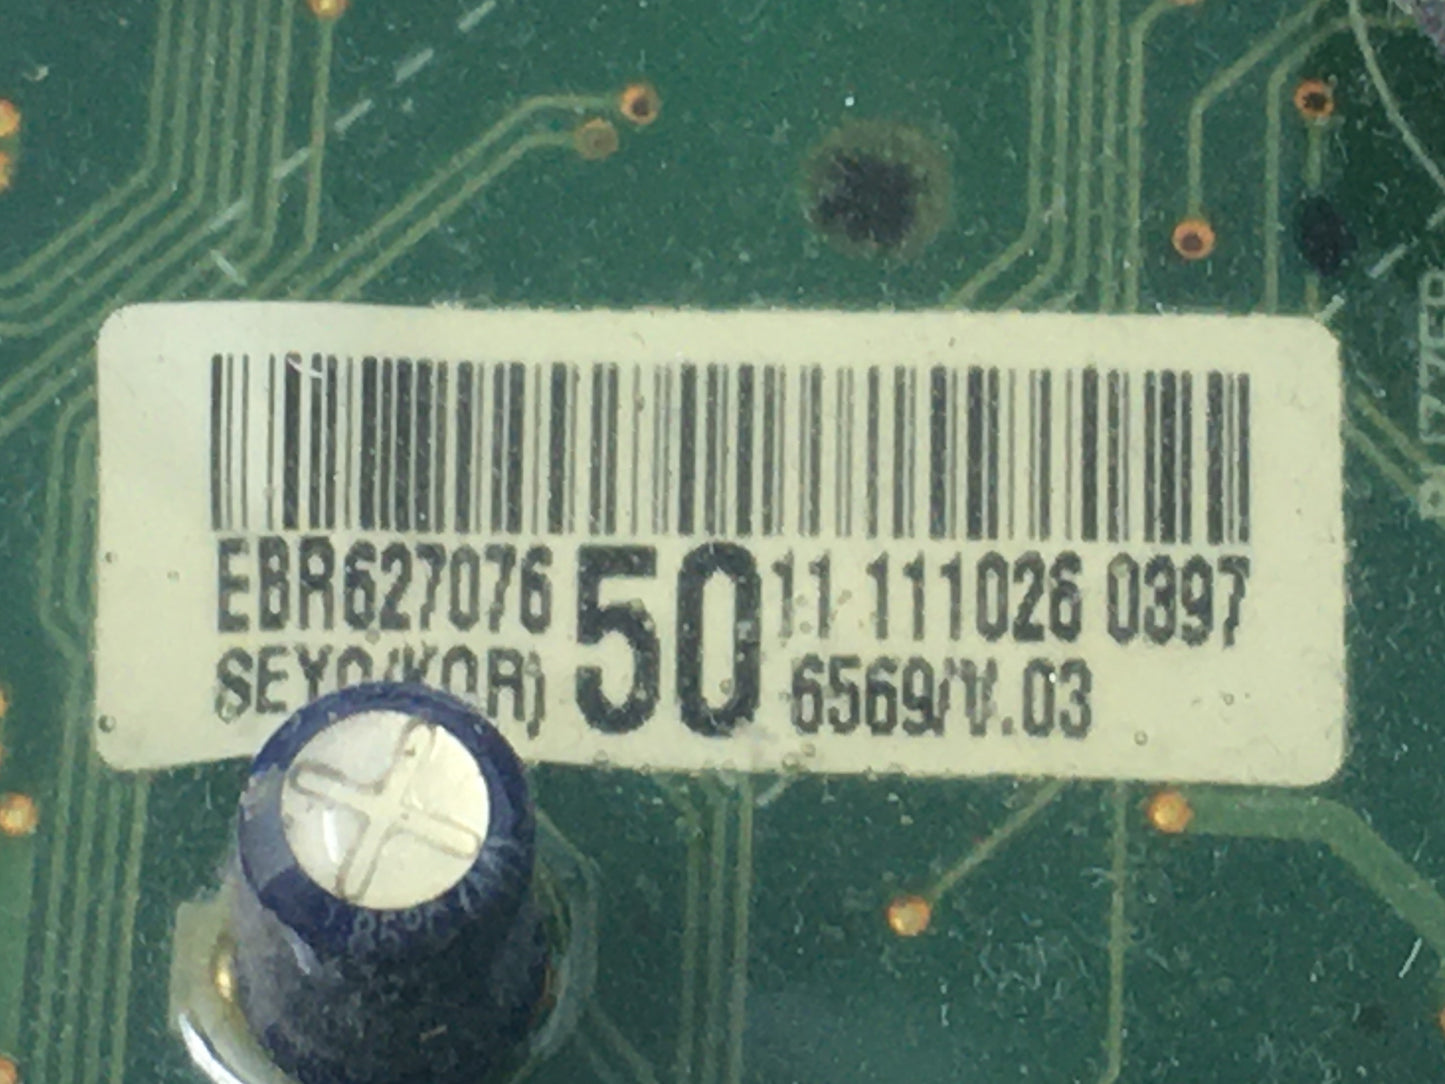 EBR627076 50 11 111026 0397
SEYO(KOR) 6569/V.03